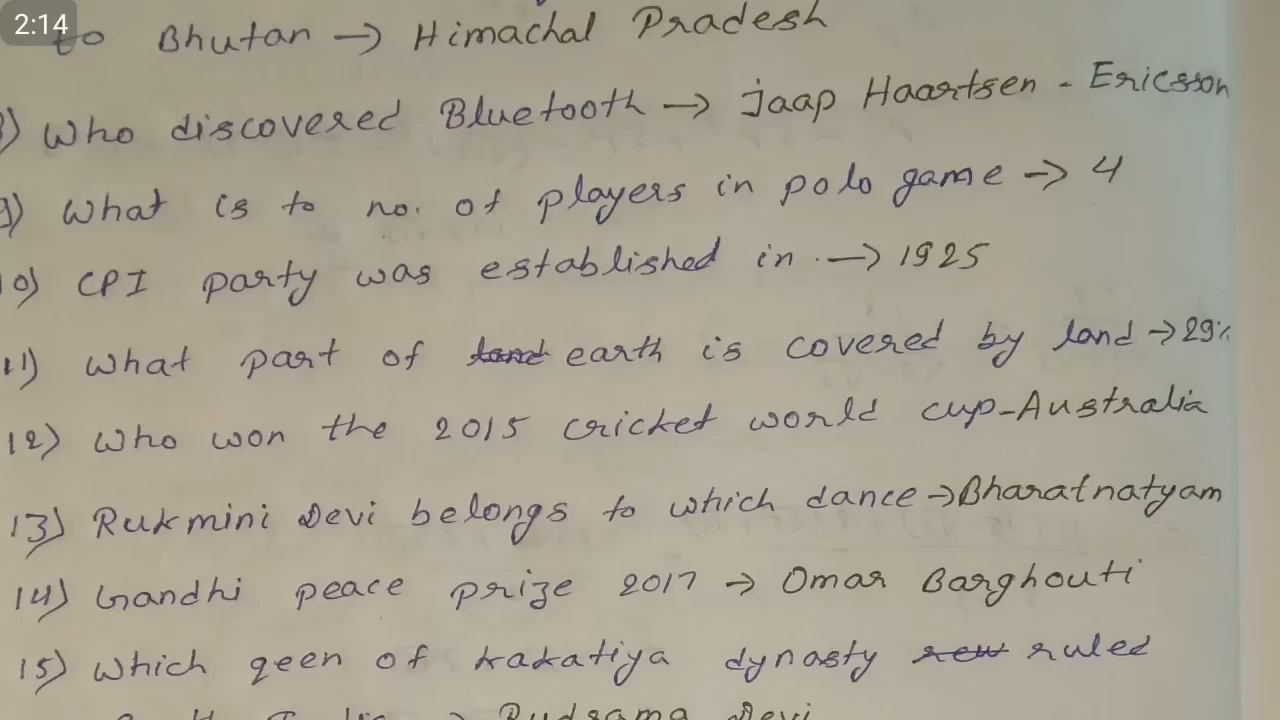 2:14
to Bhutan → Himachal Pradesh
) Who discovered Bluetooth → Jaap Haartsen - Ericsson
9) What is to no. of players in polo game → 4
10) CPI party was established in → 1925
11) What part of land earth is covered by land → 29%
12) Who won the 2015 cricket world cup - Australia
13) Rukmini Devi belongs to which dance → Bharatnatyam
14) Gandhi peace prize 2017 → Omar Barghouti
15) Which qeen of kakatiya dynasty ruled
→ Rudrama Devi